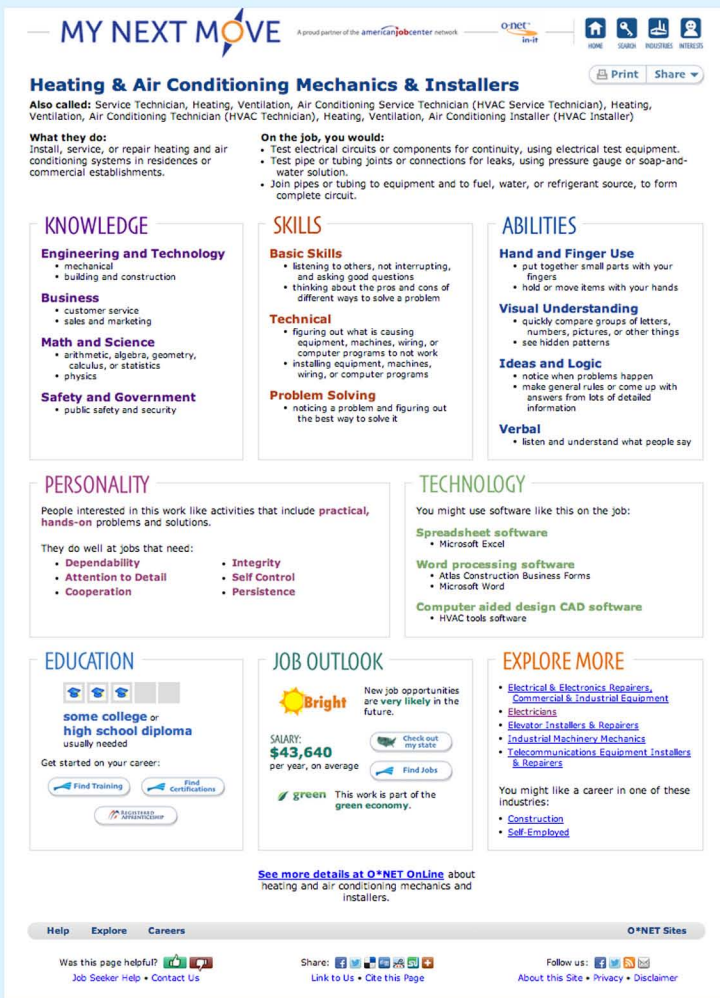 MY NEXT MOVE
A proud partner of the americanjobcenter network
o·net™
in-it
HOME
SEARCH
INDUSTRIES
INTERESTS
Print
Share
Heating & Air Conditioning Mechanics & Installers
Also called: Service Technician, Heating, Ventilation, Air Conditioning Service Technician (HVAC Service Technician), Heating,
Ventilation, Air Conditioning Technician (HVAC Technician), Heating, Ventilation, Air Conditioning Installer (HVAC Installer)
What they do:
Install, service, or repair heating and air
conditioning systems in residences or
commercial establishments.
On the job, you would:
• Test electrical circuits or components for continuity, using electrical test equipment.
• Test pipe or tubing joints or connections for leaks, using pressure gauge or soap-and-
water solution.
• Join pipes or tubing to equipment and to fuel, water, or refrigerant source, to form
complete circuit.
KNOWLEDGE
Engineering and Technology
• mechanical
• building and construction
Business
• customer service
• sales and marketing
Math and Science
• arithmetic, algebra, geometry,
calculus, or statistics
• physics
Safety and Government
• public safety and security
SKILLS
Basic Skills
• listening to others, not interrupting,
and asking good questions
• thinking about the pros and cons of
different ways to solve a problem
Technical
• figuring out what is causing
equipment, machines, wiring, or
computer programs to not work
• installing equipment, machines,
wiring, or computer programs
Problem Solving
• noticing a problem and figuring out
the best way to solve it
ABILITIES
Hand and Finger Use
• put together small parts with your
fingers
• hold or move items with your hands
Visual Understanding
• quickly compare groups of letters,
numbers, pictures, or other things
• see hidden patterns
Ideas and Logic
• notice when problems happen
• make general rules or come up with
answers from lots of detailed
information
Verbal
• listen and understand what people say
PERSONALITY
People interested in this work like activities that include practical,
hands-on problems and solutions.
They do well at jobs that need:
• Dependability
• Attention to Detail
• Cooperation
• Integrity
• Self Control
• Persistence
TECHNOLOGY
You might use software like this on the job:
Spreadsheet software
• Microsoft Excel
Word processing software
• Atlas Construction Business Forms
• Microsoft Word
Computer aided design CAD software
• HVAC tools software
EDUCATION
some college or
high school diploma
usually needed
Get started on your career:
Find Training
Find
Certifications
REGISTERED
APPRENTICESHIP
JOB OUTLOOK
Bright
New job opportunities
are very likely in the
future.
SALARY:
$43,640
per year, on average
Check out
my state
Find Jobs
green
This work is part of the
green economy.
EXPLORE MORE
• Electrical & Electronics Repairers,
Commercial & Industrial Equipment
• Electricians
• Elevator Installers & Repairers
• Industrial Machinery Mechanics
• Telecommunications Equipment Installers
& Repairers
You might like a career in one of these
industries:
• Construction
• Self-Employed
See more details at O*NET OnLine about
heating and air conditioning mechanics and
installers.
Help
Explore
Careers
O*NET Sites
Was this page helpful?
Job Seeker Help • Contact Us
Share:
Link to Us • Cite this Page
Follow us:
About this Site • Privacy • Disclaimer